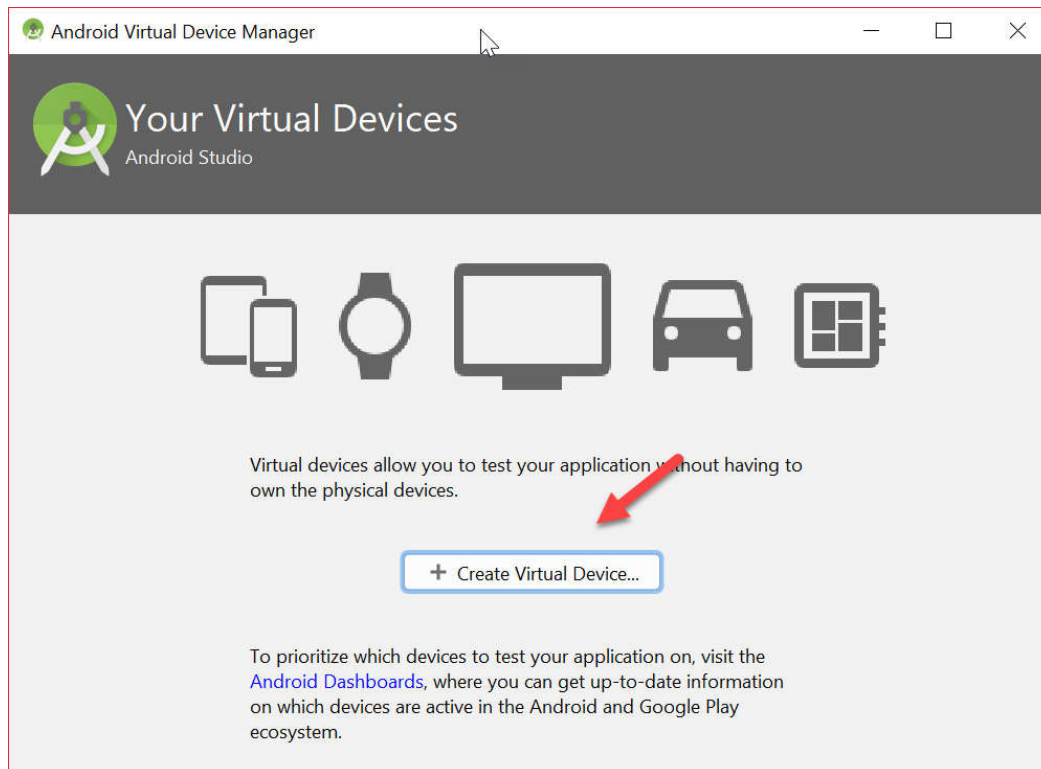 Android Virtual Device Manager
Your Virtual Devices
Android Studio
Virtual devices allow you to test your application without having to
own the physical devices.
+ Create Virtual Device...
To prioritize which devices to test your application on, visit the
Android Dashboards, where you can get up-to-date information
on which devices are active in the Android and Google Play
ecosystem.